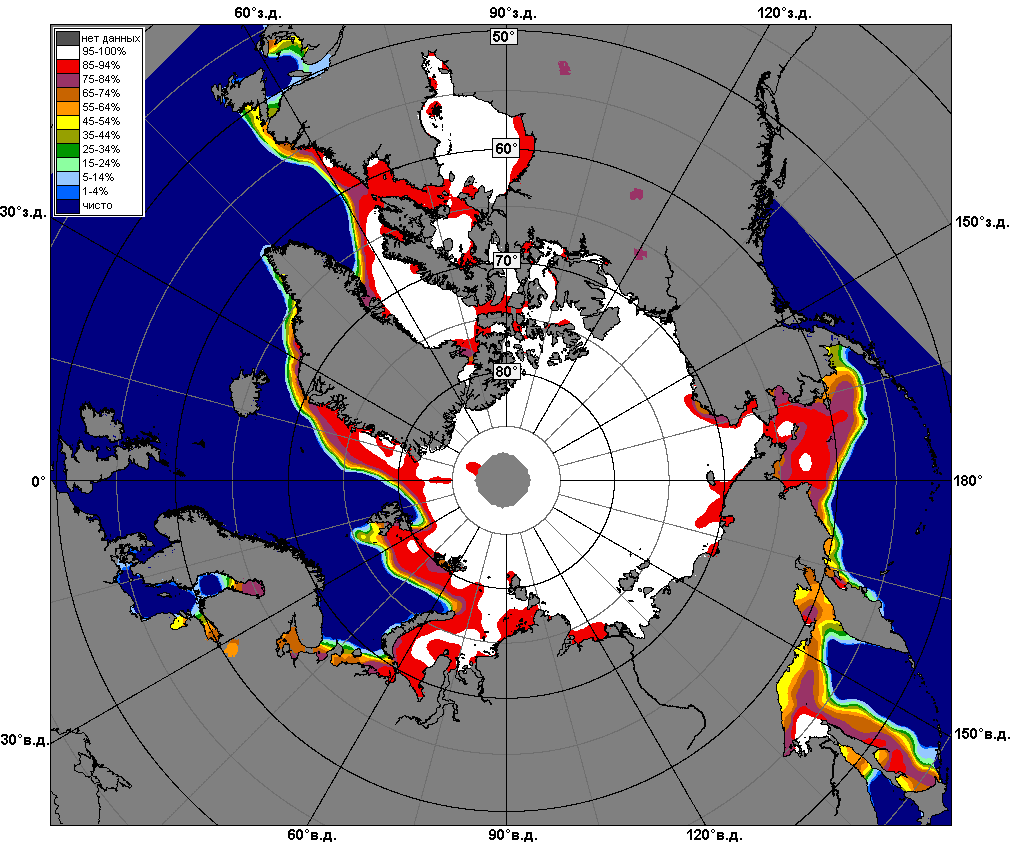 60°з.д.
90°з.д.
120°з.д.
50°
нет данных
95-100%
85-94%
75-84%
65-74%
55-64%
45-54%
35-44%
25-34%
15-24%
5-14%
1-4%
чисто
60°
30°з.д.
150°з.д.
70°
80°
0°
180°
30°в.д.
150°в.д.
60°в.д.
90°в.д.
120°в.д.